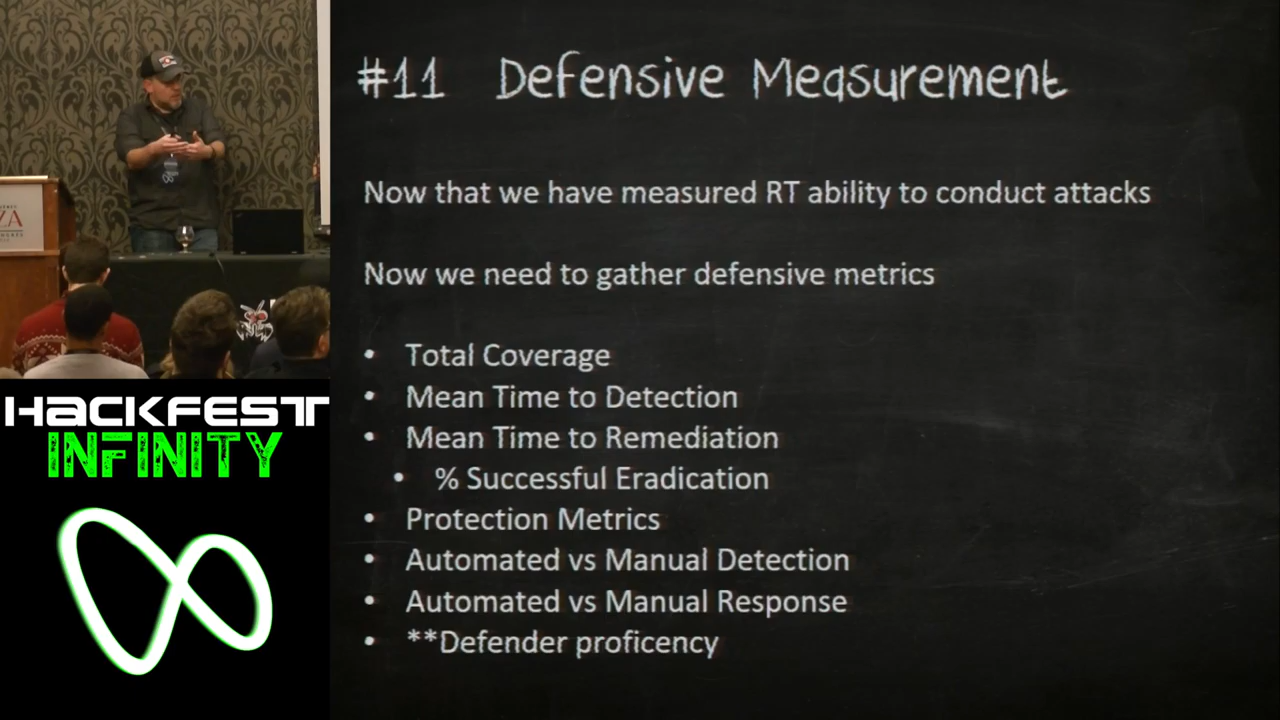 #11 Defensive Measurement
Now that we have measured RT ability to conduct attacks
Now we need to gather defensive metrics
• Total Coverage
• Mean Time to Detection
• Mean Time to Remediation
• % Successful Eradication
• Protection Metrics
• Automated vs Manual Detection
• Automated vs Manual Response
• **Defender proficency
ZA
HACKFEST
INFINITY